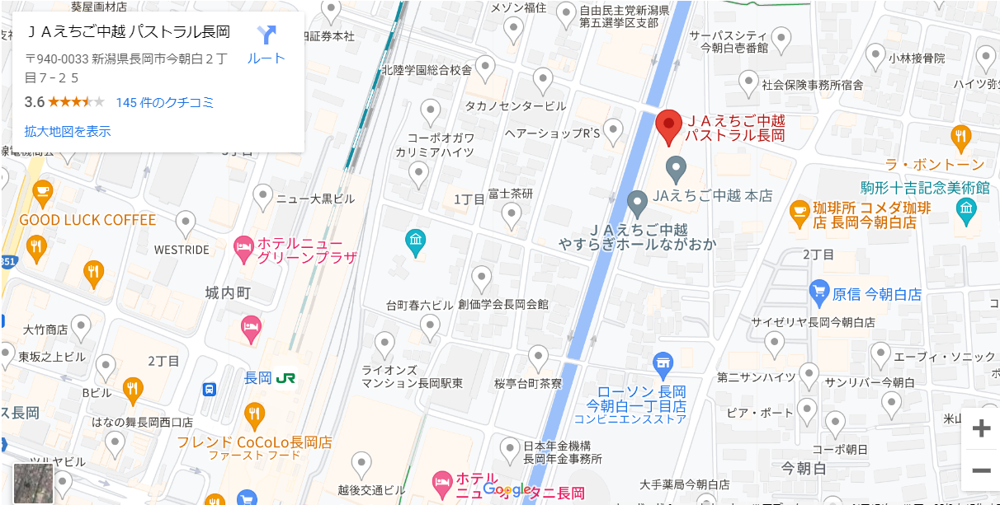 葵屋画材店
ＪＡえちご中越 パストラル長岡
〒940-0033 新潟県長岡市今朝白２丁
目７−２５
ルート
3.6
145 件のクチコミ
拡大地図を表示
証券本社
メゾン福住
自由民主党新潟県
第五選挙区支部
サーパスシティ
今朝白壱番館
小林接骨院
北陸学園総合校舎
社会保険事務所宿舎
タカノセンタービル
コーポオガワ
カリミアハイツ
ヘアーショップR'S
ＪＡえちご中越
パストラル長岡
ラ・ボントーン
駒形十吉記念美術館
ニュー大黒ビル
1丁目
富士茶研
JAえちご中越 本店
珈琲所 コメダ珈琲
店 長岡今朝白店
GOOD LUCK COFFEE
WESTRIDE
ホテルニュー
グリーンプラザ
ＪＡえちご中越
やすらぎホールながおか
2丁目
351
城内町
原信 今朝白店
台町春六ビル
創価学会長岡会館
サイゼリヤ長岡今朝白店
大竹商店
東坂之上ビル
2丁目
Bビル
長岡
JR
ライオンズ
マンション長岡駅東
桜亭台町茶寮
ローソン 長岡
今朝白一丁目店
コンビニエンスストア
第二サンハイツ
エーブィ・ソニック
サンリバー今朝白
ピア・ポート
ス長岡
はなの舞長岡西口店
フレンド CoCoLo長岡店
ファースト フード
日本年金機構
長岡年金事務所
コーポ朝日
今朝白
米山
ツルヤビル
越後交通ビル
ホテル
長岡
Google
大手薬局今朝白店